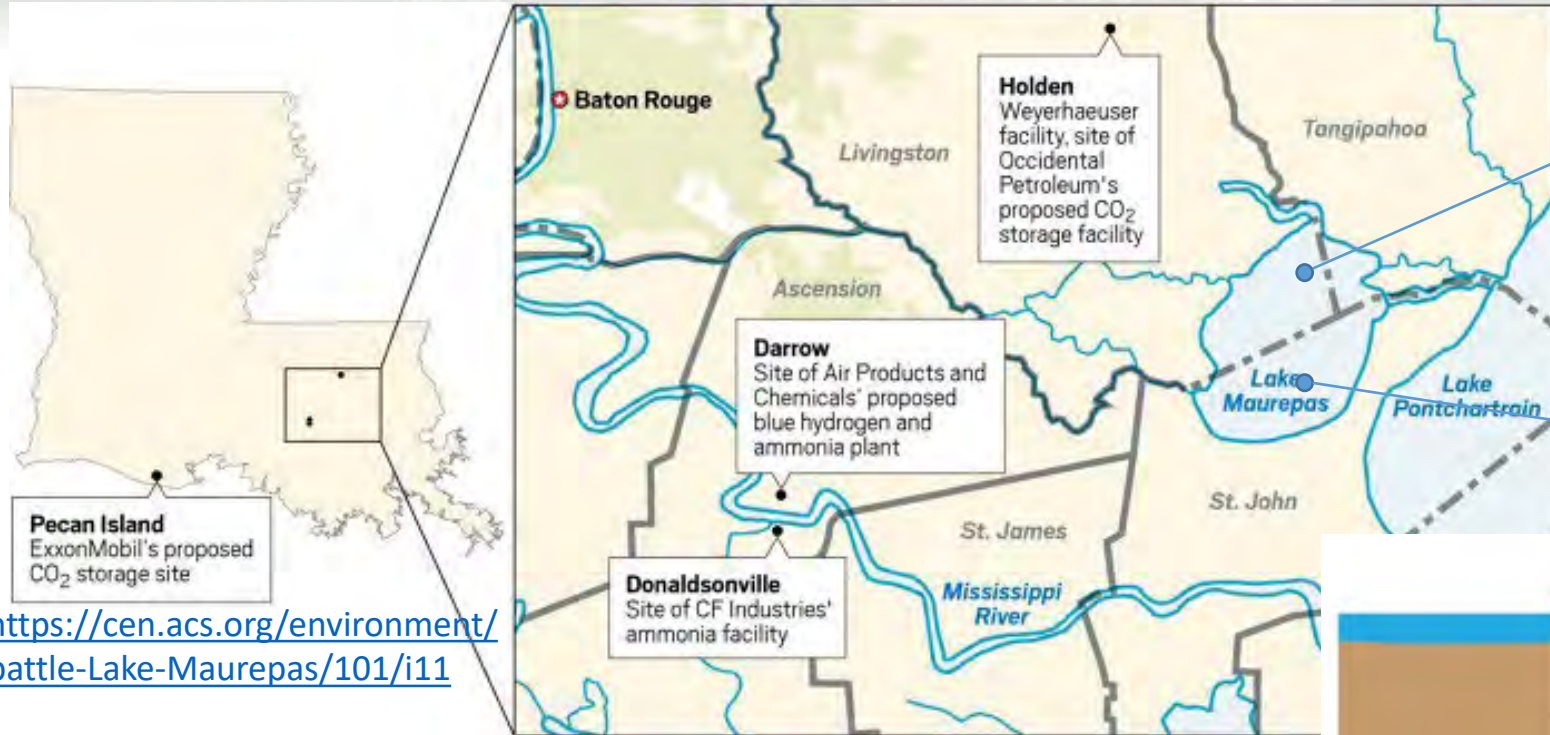 Baton Rouge
Livingston
Holden
Weyerhaeuser
facility, site of
Occidental
Petroleum's
proposed CO₂
storage facility
Tangipahoa
Ascension
Darrow
Site of Air Products and
Chemicals' proposed
blue hydrogen and
ammonia plant
Lake
Maurepas
Lake
Pontchartrain
Pecan Island
ExxonMobil's proposed
CO₂ storage site
St. James
St. John
Donaldsonville
Site of CF Industries'
ammonia facility
Mississippi
River
https://cen.acs.org/environment/
battle-Lake-Maurepas/101/i11